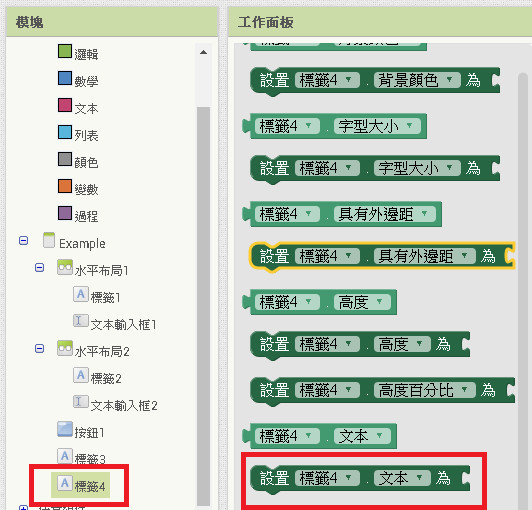 模塊
邏輯
數學
文本
列表
顏色
變數
過程
Example
水平布局1
標籤1
文本輸入框1
水平布局2
標籤2
文本輸入框2
按鈕1
標籤3
標籤4
工作面板
設置 標籤4 . 背景顏色 為
標籤4 . 字型大小
設置 標籤4 . 字型大小 為
標籤4 . 具有外邊距
設置 標籤4 . 具有外邊距 為
標籤4 . 高度
設置 標籤4 . 高度 為
設置 標籤4 . 高度百分比 為
標籤4 . 文本
設置 標籤4 . 文本 為